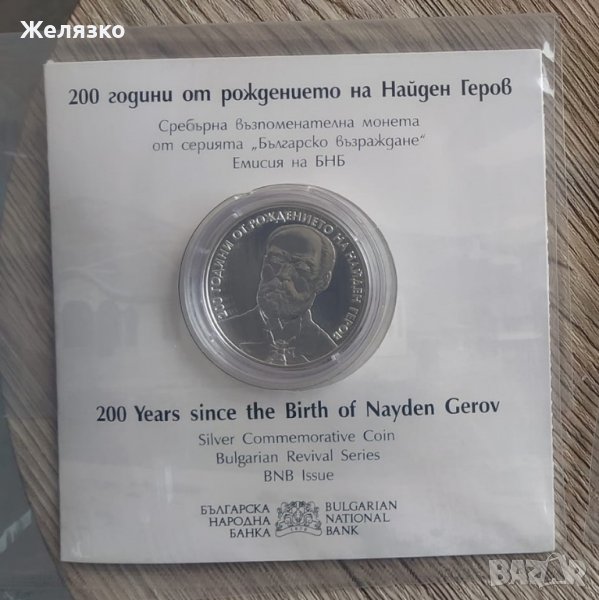 Желязко
200 години от рождението на Найден Геров
Сребърна възпоменателна монета
от серията „Българско възраждане“
Емисия на БНБ
200 ГОДИНИ ОТ РОЖДЕНИЕТО НА НАЙДЕН ГЕРОВ
200 Years since the Birth of Nayden Gerov
Silver Commemorative Coin
Bulgarian Revival Series
BNB Issue
БЪЛГАРСКА
НАРОДНА
БАНКА
BULGARIAN
NATIONAL
BANK
BAZAR